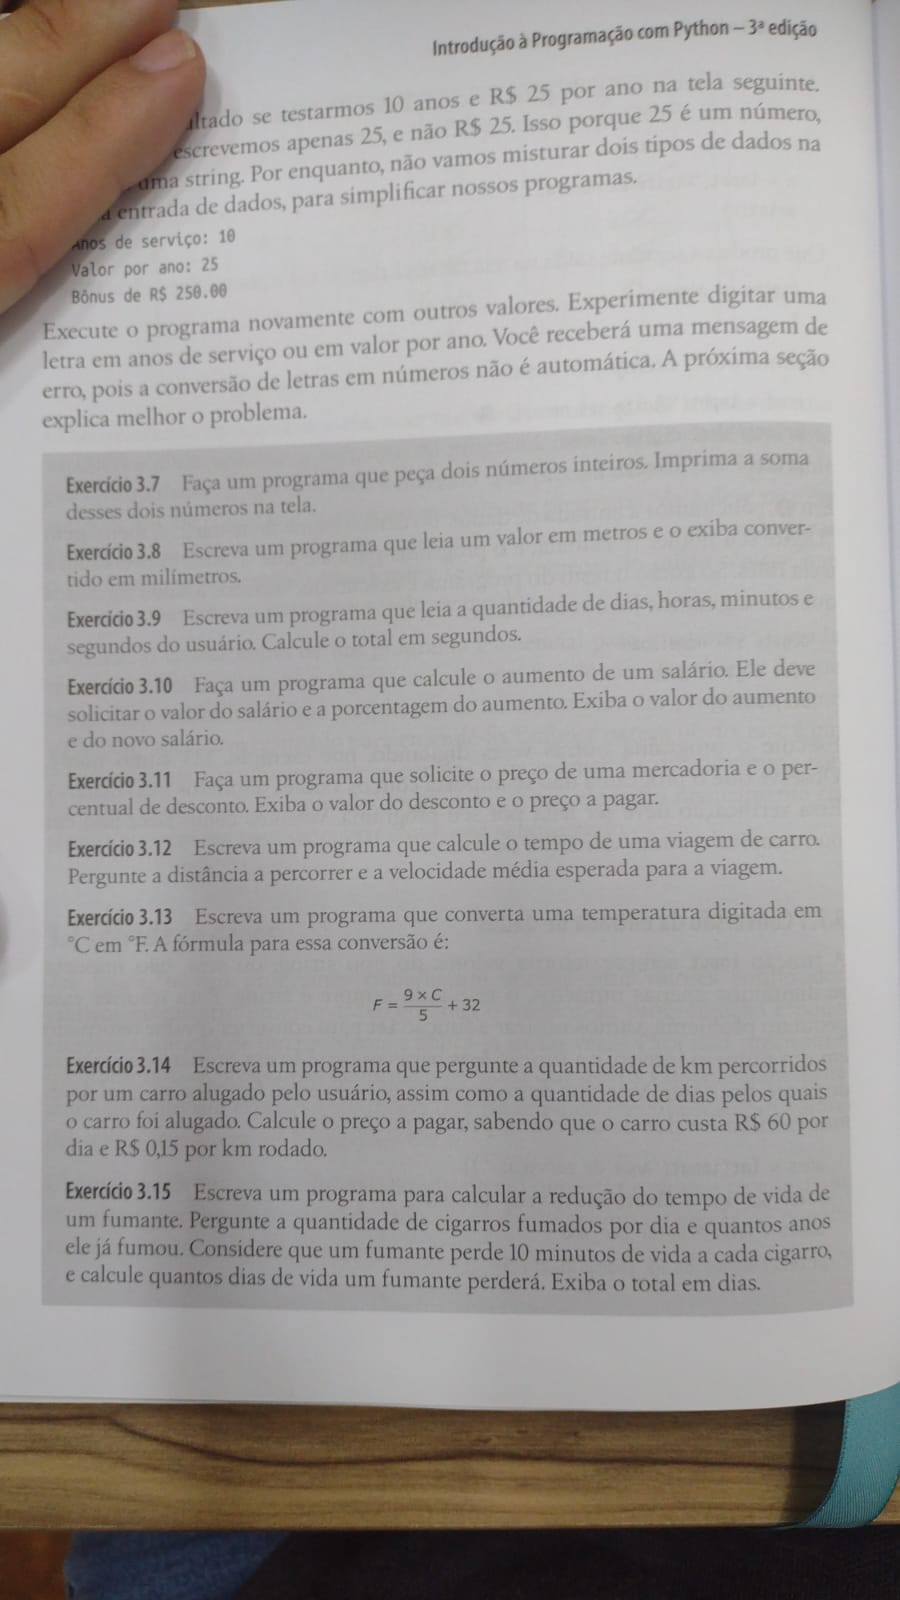 Introdução à Programação com Python – 3ª edição
se testarmos 10 anos e R$ 25 por ano na tela seguinte.
escrevemos apenas 25, e não R$ 25. Isso porque 25 é um número,
uma string. Por enquanto, não vamos misturar dois tipos de dados na
entrada de dados, para simplificar nossos programas.
Anos de serviço: 10
Valor por ano: 25
Bônus de R$ 250.00
Execute o programa novamente com outros valores. Experimente digitar uma
letra em anos de serviço ou em valor por ano. Você receberá uma mensagem de
erro, pois a conversão de letras em números não é automática. A próxima seção
explica melhor o problema.
Exercício 3.7 Faça um programa que peça dois números inteiros. Imprima a soma
desses dois números na tela.
Exercício 3.8 Escreva um programa que leia um valor em metros e o exiba conver-
tido em milímetros.
Exercício 3.9 Escreva um programa que leia a quantidade de dias, horas, minutos e
segundos do usuário. Calcule o total em segundos.
Exercício 3.10 Faça um programa que calcule o aumento de um salário. Ele deve
solicitar o valor do salário e a porcentagem do aumento. Exiba o valor do aumento
e do novo salário.
Exercício 3.11 Faça um programa que solicite o preço de uma mercadoria e o per-
centual de desconto. Exiba o valor do desconto e o preço a pagar.
Exercício 3.12 Escreva um programa que calcule o tempo de uma viagem de carro.
Pergunte a distância a percorrer e a velocidade média esperada para a viagem.
Exercício 3.13 Escreva um programa que converta uma temperatura digitada em
°C em °F. A fórmula para essa conversão é:
F = 9 × C / 5 + 32
Exercício 3.14 Escreva um programa que pergunte a quantidade de km percorridos
por um carro alugado pelo usuário, assim como a quantidade de dias pelos quais
o carro foi alugado. Calcule o preço a pagar, sabendo que o carro custa R$ 60 por
dia e R$ 0,15 por km rodado.
Exercício 3.15 Escreva um programa para calcular a redução do tempo de vida de
um fumante. Pergunte a quantidade de cigarros fumados por dia e quantos anos
ele já fumou. Considere que um fumante perde 10 minutos de vida a cada cigarro,
e calcule quantos dias de vida um fumante perderá. Exiba o total em dias.